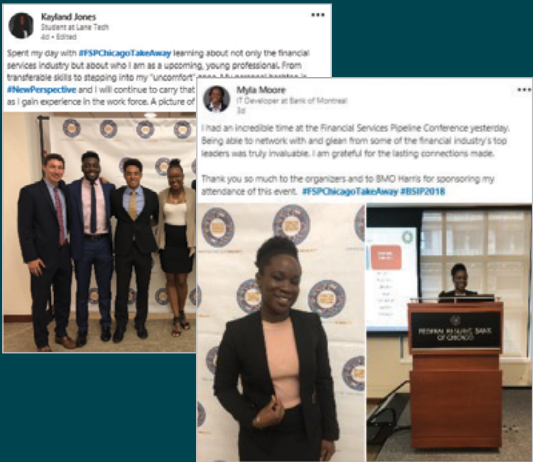 Kayland Jones
Student at Lane Tech
4d • Edited
Spent my day with #FSPChicagoTakeAway learning about not only the financial
services industry but about who I am as a upcoming, young professional. From
transferable skills to stepping into my "uncomfort"
#NewPerspective and I will continue to carry that
as I gain experience in the work force. A picture of
Myla Moore
IT Developer at Bank of Montreal
3d
I had an incredible time at the Financial Services Pipeline Conference yesterday.
Being able to network with and glean from some of the financial industry's top
leaders was truly invaluable. I am grateful for the lasting connections made.
Thank you so much to the organizers and to BMO Harris for sponsoring my
attendance of this event. #FSPChicagoTakeAway #BSIP2018
FEDERAL RESERVE BANK
OF CHICAGO